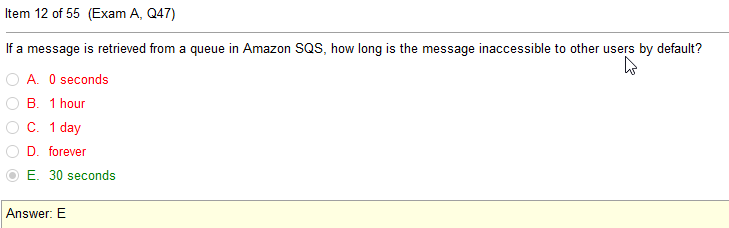 Item 12 of 55 (Exam A, Q47)
If a message is retrieved from a queue in Amazon SQS, how long is the message inaccessible to other users by default?
A. 0 seconds
B. 1 hour
C. 1 day
D. forever
E. 30 seconds
Answer: E